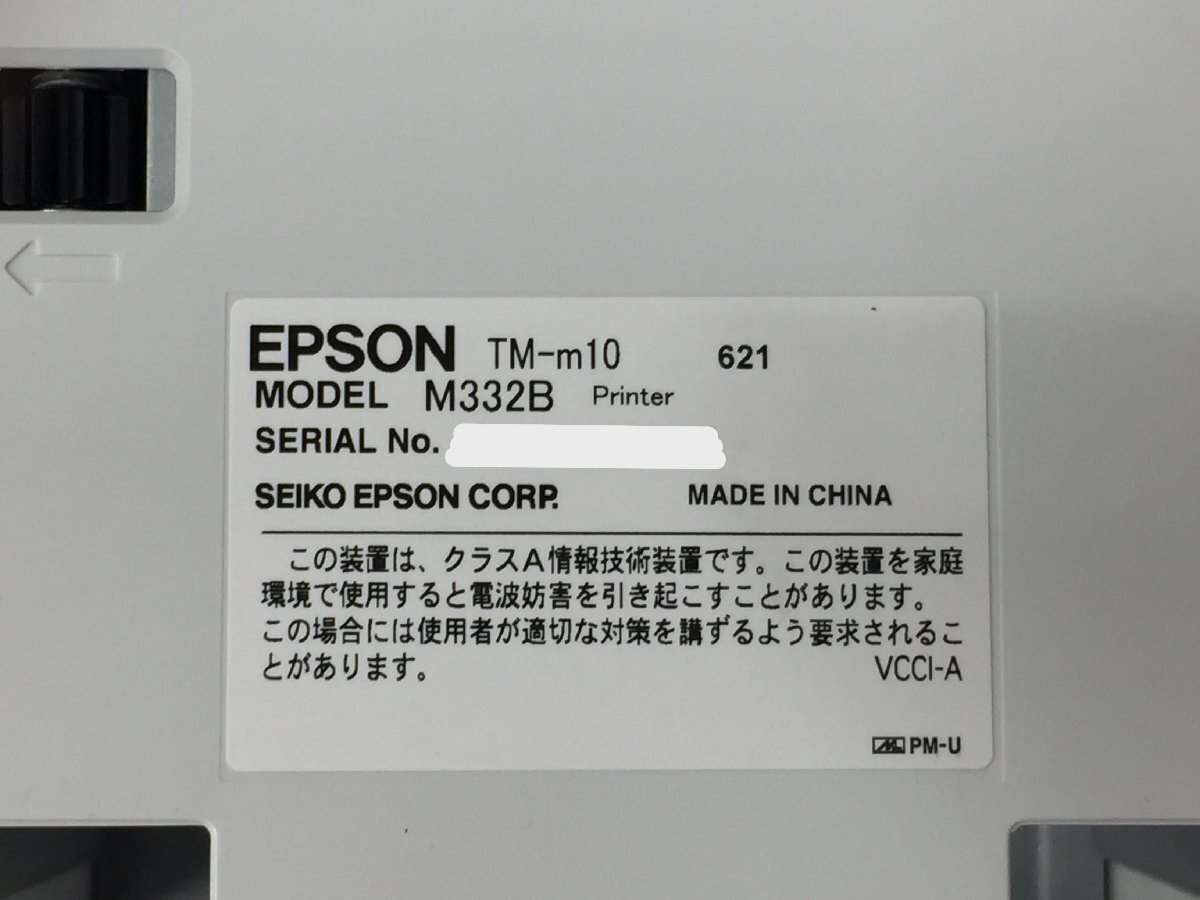 EPSON TM-m10 621
MODEL M332B Printer
SERIAL No.
SEIKO EPSON CORP. MADE IN CHINA
この装置は、クラスA情報技術装置です。この装置を家庭
環境で使用すると電波妨害を引き起こすことがあります。
この場合には使用者が適切な対策を講ずるよう要求されるこ
とがあります。 VCCI-A
PM-U